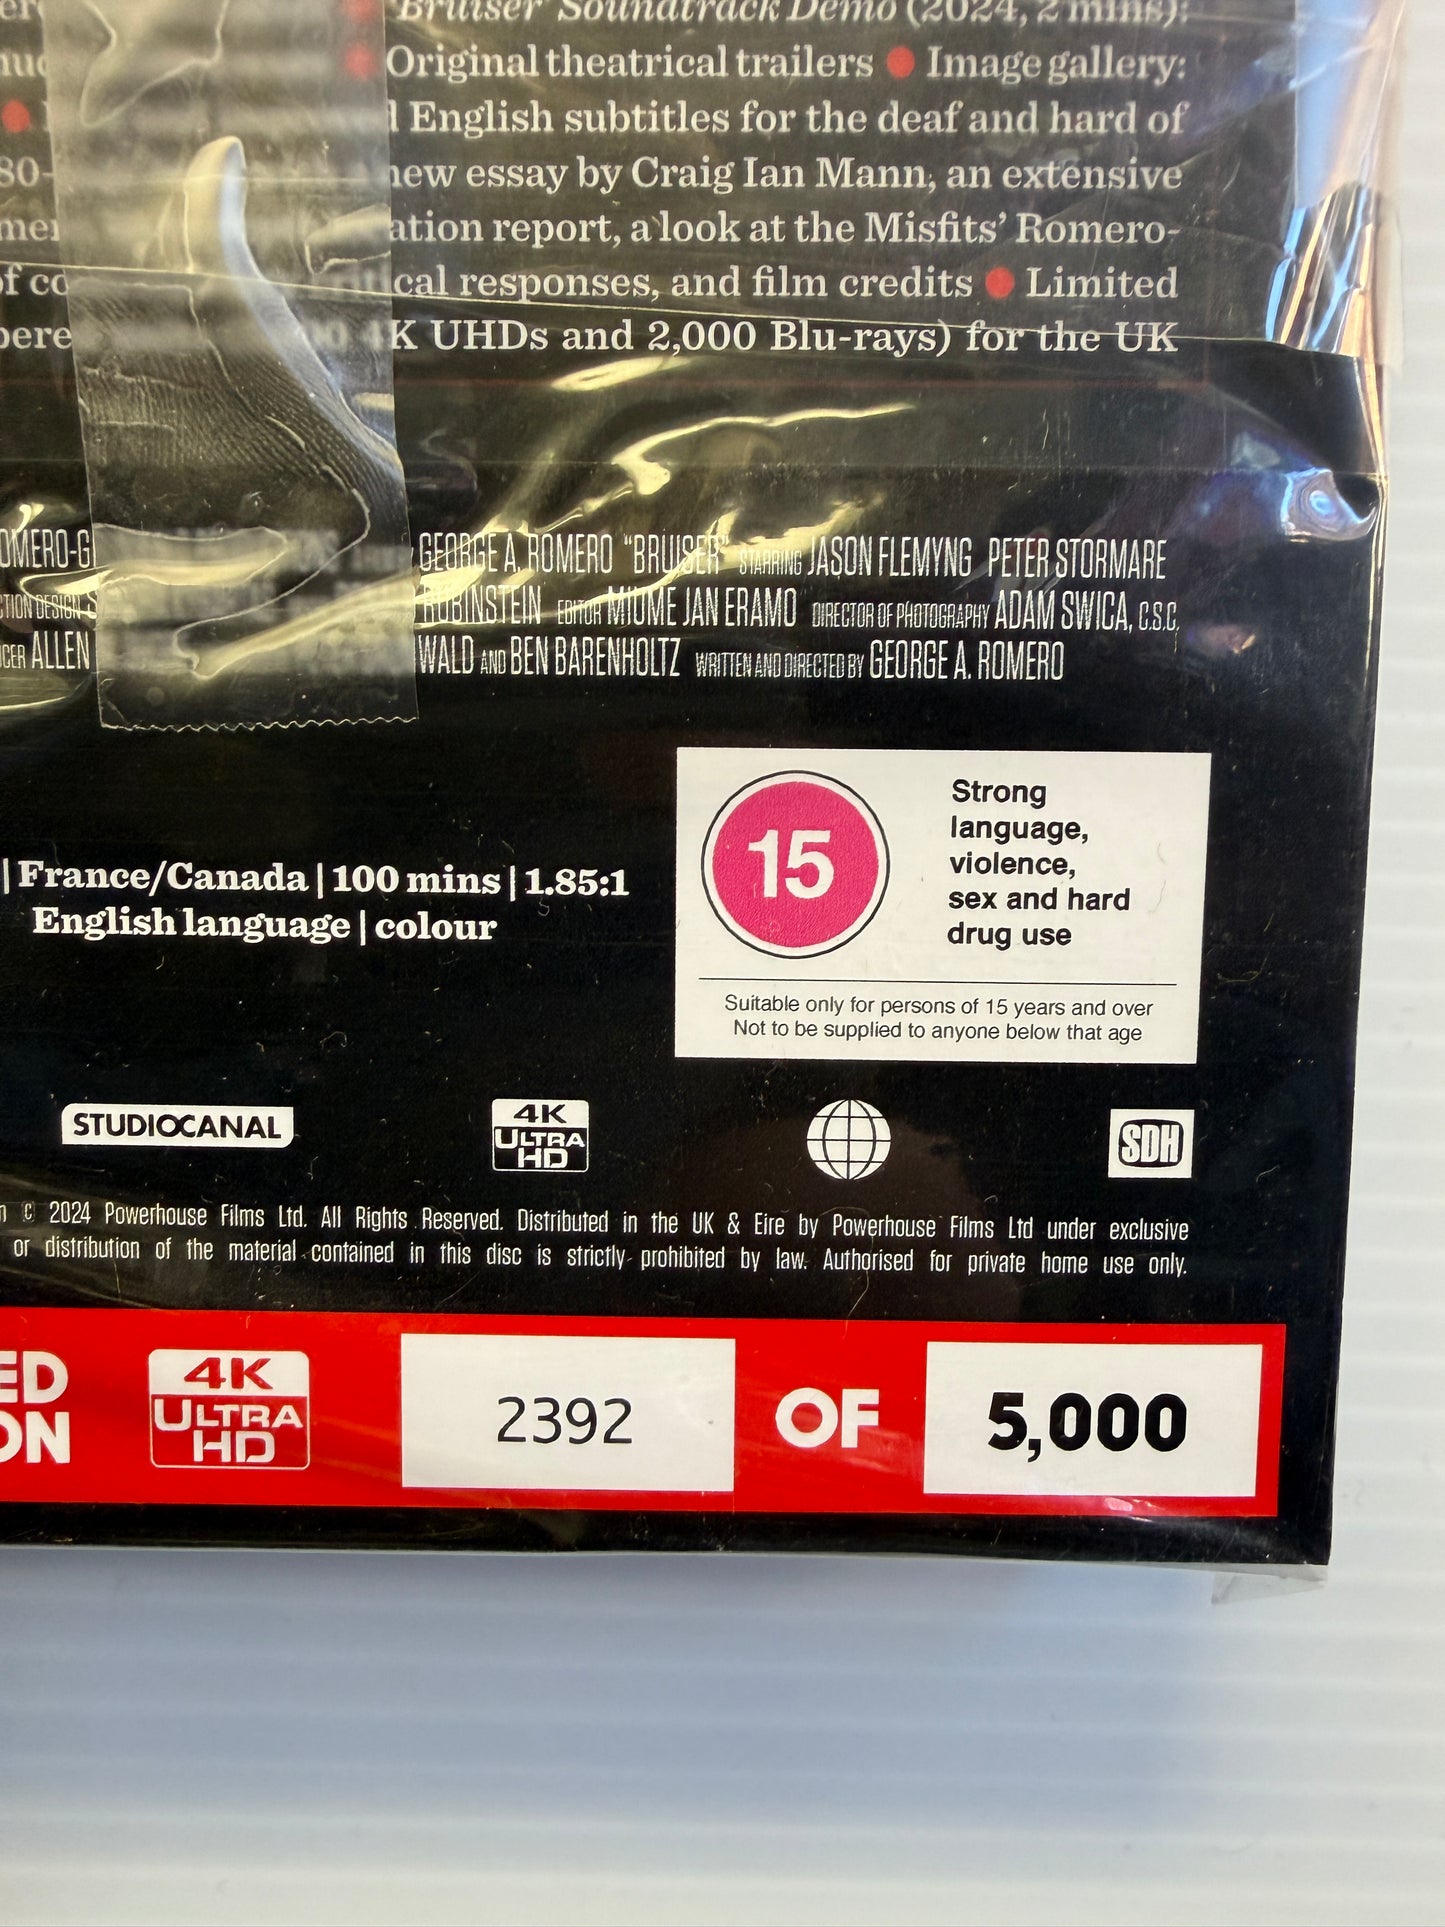 'Bruiser' Soundtrack Demo (2024, 2 mins):
Original theatrical trailers ● Image gallery:
English subtitles for the deaf and hard of
80- new essay by Craig Ian Mann, an extensive
report, a look at the Misfits' Romero-
of responses, and film credits ● Limited
4K UHDs and 2,000 Blu-rays) for the UK
GEORGE A. ROMERO "BRUISER" STARRING JASON FLEMYNG PETER STORMARE
RUBINSTEIN EDITOR MIUME JAN ERAMO DIRECTOR OF PHOTOGRAPHY ADAM SWICA, C.S.C.
ALLEN WALD AND BEN BARENHOLTZ WRITTEN AND DIRECTED BY GEORGE A. ROMERO
| France/Canada | 100 mins | 1.85:1
English language | colour
15
Strong
language,
violence,
sex and hard
drug use
Suitable only for persons of 15 years and over
Not to be supplied to anyone below that age
STUDIOCANAL
4K
ULTRA
HD
SDH
© 2024 Powerhouse Films Ltd. All Rights Reserved. Distributed in the UK & Eire by Powerhouse Films Ltd under exclusive
or distribution of the material contained in this disc is strictly prohibited by law. Authorised for private home use only.
ED
ON
4K
ULTRA
HD
2392 OF 5,000